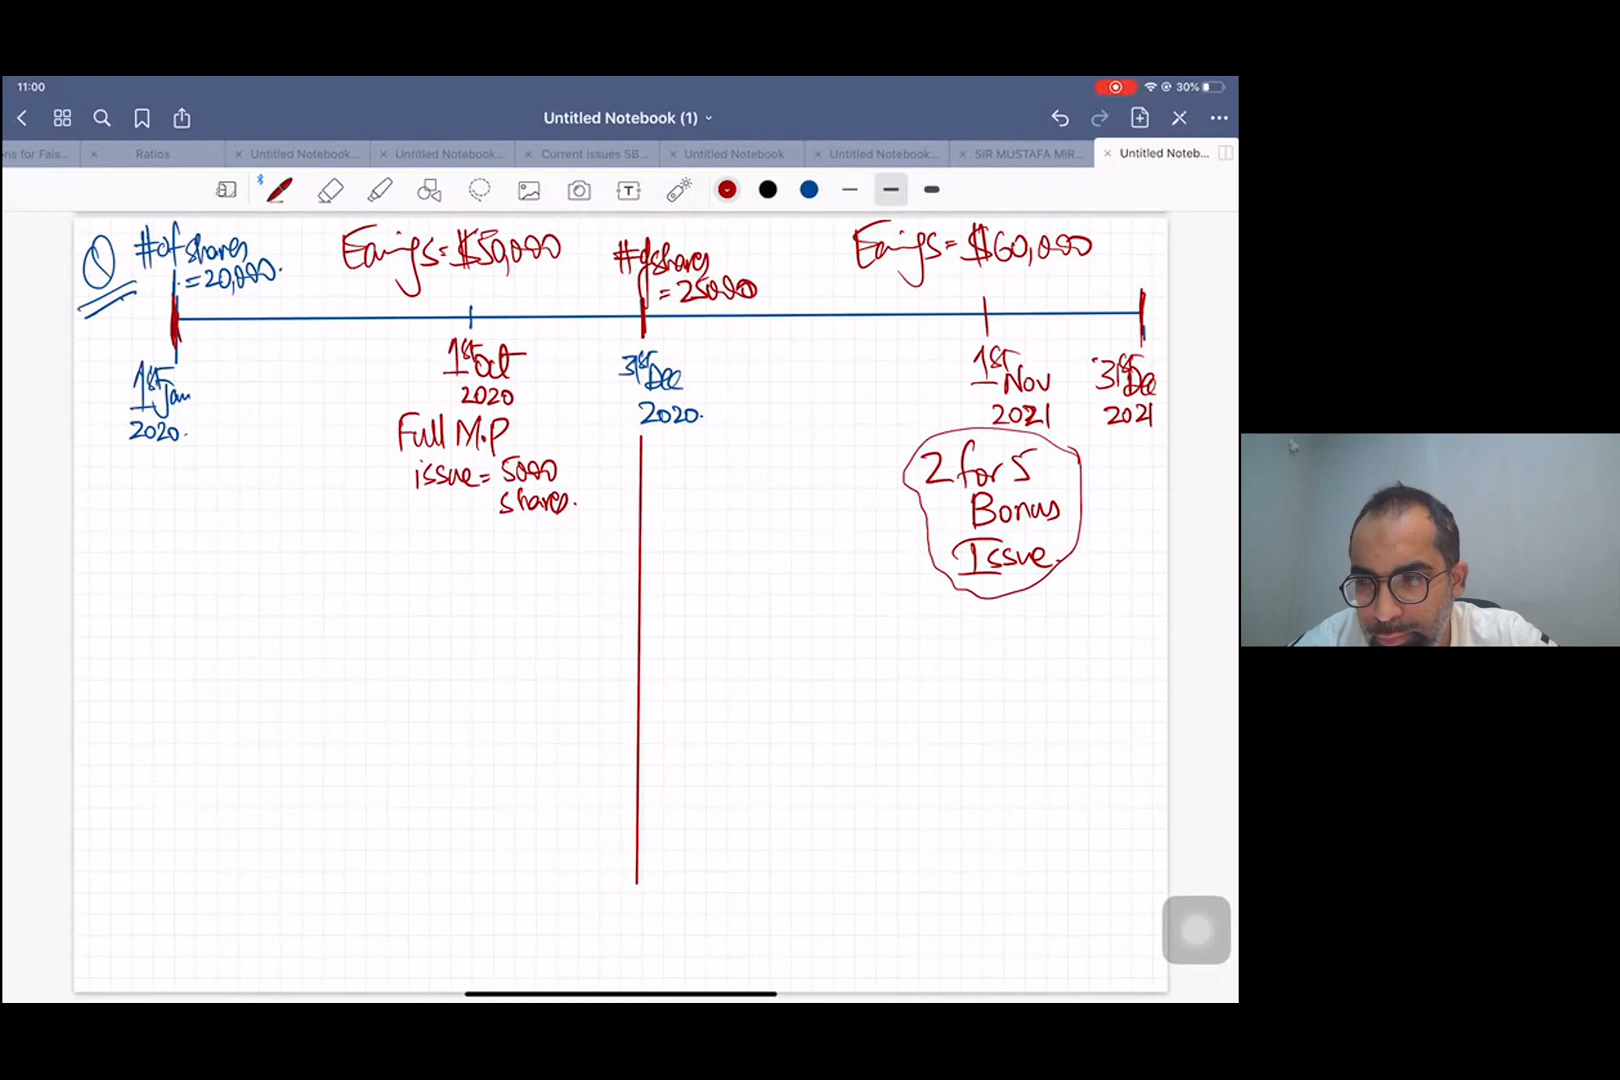 11:00
30%
Untitled Notebook (1)
ns for Fais...
Ratios
Untitled Notebook...
Untitled Notebook...
Current Issues SB...
Untitled Notebook
Untitled Notebook...
SIR MUSTAFA MIR...
Untitled Noteb...
Q
# of shares
= 20,000.
Earnings = $50,000
# of shares
= 25000
Earnings = $60,000
1st Jan
2020.
1st Oct
2020
Full M.P
issue = 5000
shares.
31st Dec
2020.
1st Nov
2021
2 for 5
Bonus
Issue.
31st Dec
2021